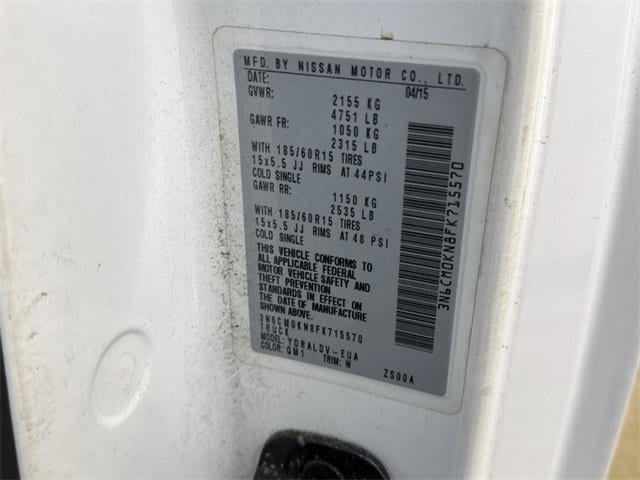 MFD. BY NISSAN MOTOR CO., LTD.
DATE: 04/15
GVWR: 2155 KG
4751 LB
GAWR FR: 1050 KG
2315 LB
WITH 185/60R15 TIRES
15x5.5 JJ RIMS AT 44PSI
COLD SINGLE
GAWR RR: 1150 KG
2535 LB
WITH 185/60R15 TIRES
15x5.5 JJ RIMS AT 48 PSI
COLD SINGLE
THIS VEHICLE CONFORMS TO
ALL APPLICABLE FEDERAL
MOTOR VEHICLE SAFETY AND
THEFT PREVENTION
STANDARDS IN EFFECT ON
THE DATE OF MANUFACTURE
SHOWN ABOVE.
3N6CM0KN8FK715570
TRUCK
MODEL: YDRALDV-EUA
COLOR: QM1 TRIM: W
ZS00A
3N6CM0KN8FK715570